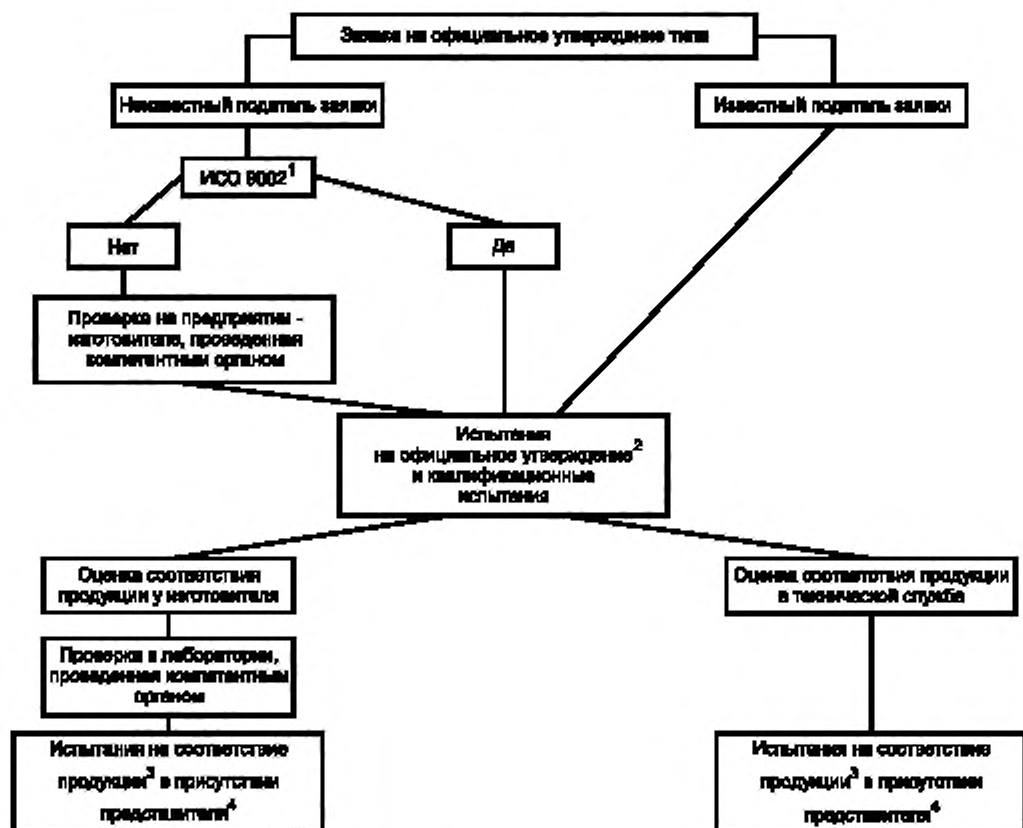 Заявка на официальное утверждение типа
Неизвестный податель заявки
Известный податель заявки
ИСО 9002¹
Нет
Да
Проверка на предприятии -
изготовителе, проведенная
компетентным органом
Испытания
на официальное утверждение²
и квалификационные
испытания
Оценка соответствия
продукции у изготовителя
Оценка соответствия продукции
в технической службе
Проверка в лаборатории,
проведенная компетентным
органом
Испытания на соответствие
продукции³ в присутствии
представителя⁴
Испытания на соответствие
продукции³ в присутствии
представителя⁴